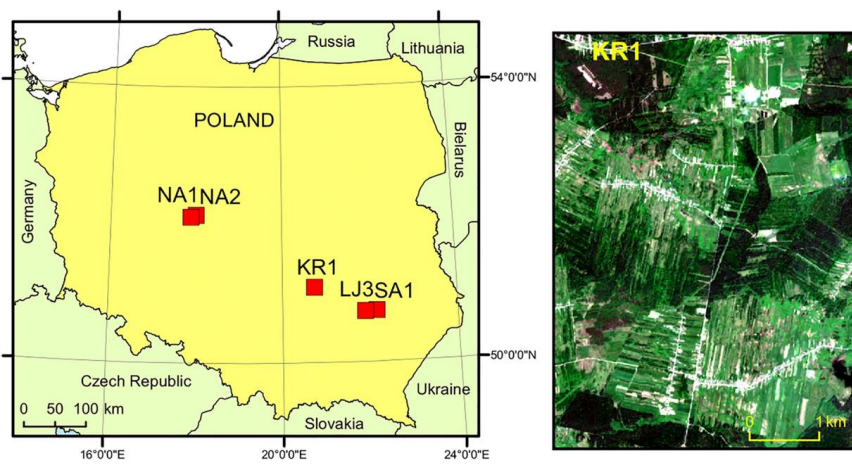 Russia
Lithuania
54°0'0"N
POLAND
Bielarus
Germany
NA1NA2
KR1
LJ3SA1
50°0'0"N
Czech Republic
Ukraine
0 50 100 km
Slovakia
16°0'0"E 20°0'0"E 24°0'0"E
KR1
0 1 km